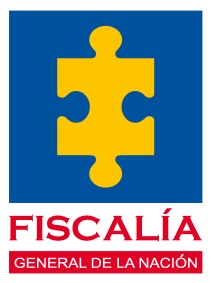 FISCALÍA
GENERAL DE LA NACIÓN